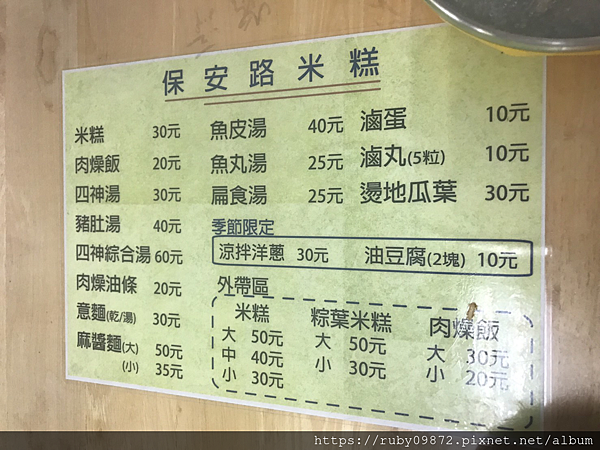 保安路米糕
米糕 30元
肉燥飯 20元
四神湯 30元
豬肚湯 40元
四神綜合湯 60元
肉燥油條 20元
意麵(乾/湯) 30元
麻醬麵(大) 50元
(小) 35元
魚皮湯 40元
魚丸湯 25元
扁食湯 25元
滷蛋 10元
滷丸(5粒) 10元
燙地瓜葉 30元
季節限定
涼拌洋蔥 30元 油豆腐(2塊) 10元
外帶區
米糕
大 50元
中 40元
小 30元
粽葉米糕
大 50元
小 30元
肉燥飯
大 30元
小 20元
https://ruby09872.pixnet.net/album